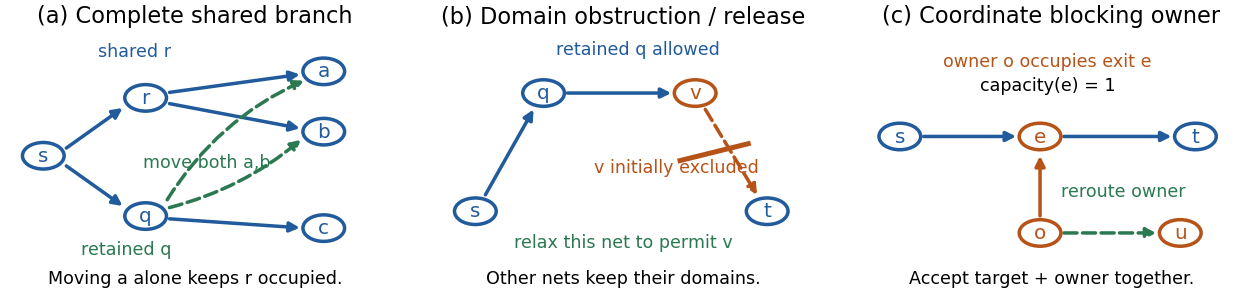 (a) Complete shared branch
shared r
a
r
b
s
move both a,b
q
c
retained q
Moving a alone keeps r occupied.
(b) Domain obstruction / release
retained q allowed
q
v
v initially excluded
s
t
relax this net to permit v
Other nets keep their domains.
(c) Coordinate blocking owner
owner o occupies exit e
capacity(e) = 1
s
e
t
reroute owner
o
u
Accept target + owner together.